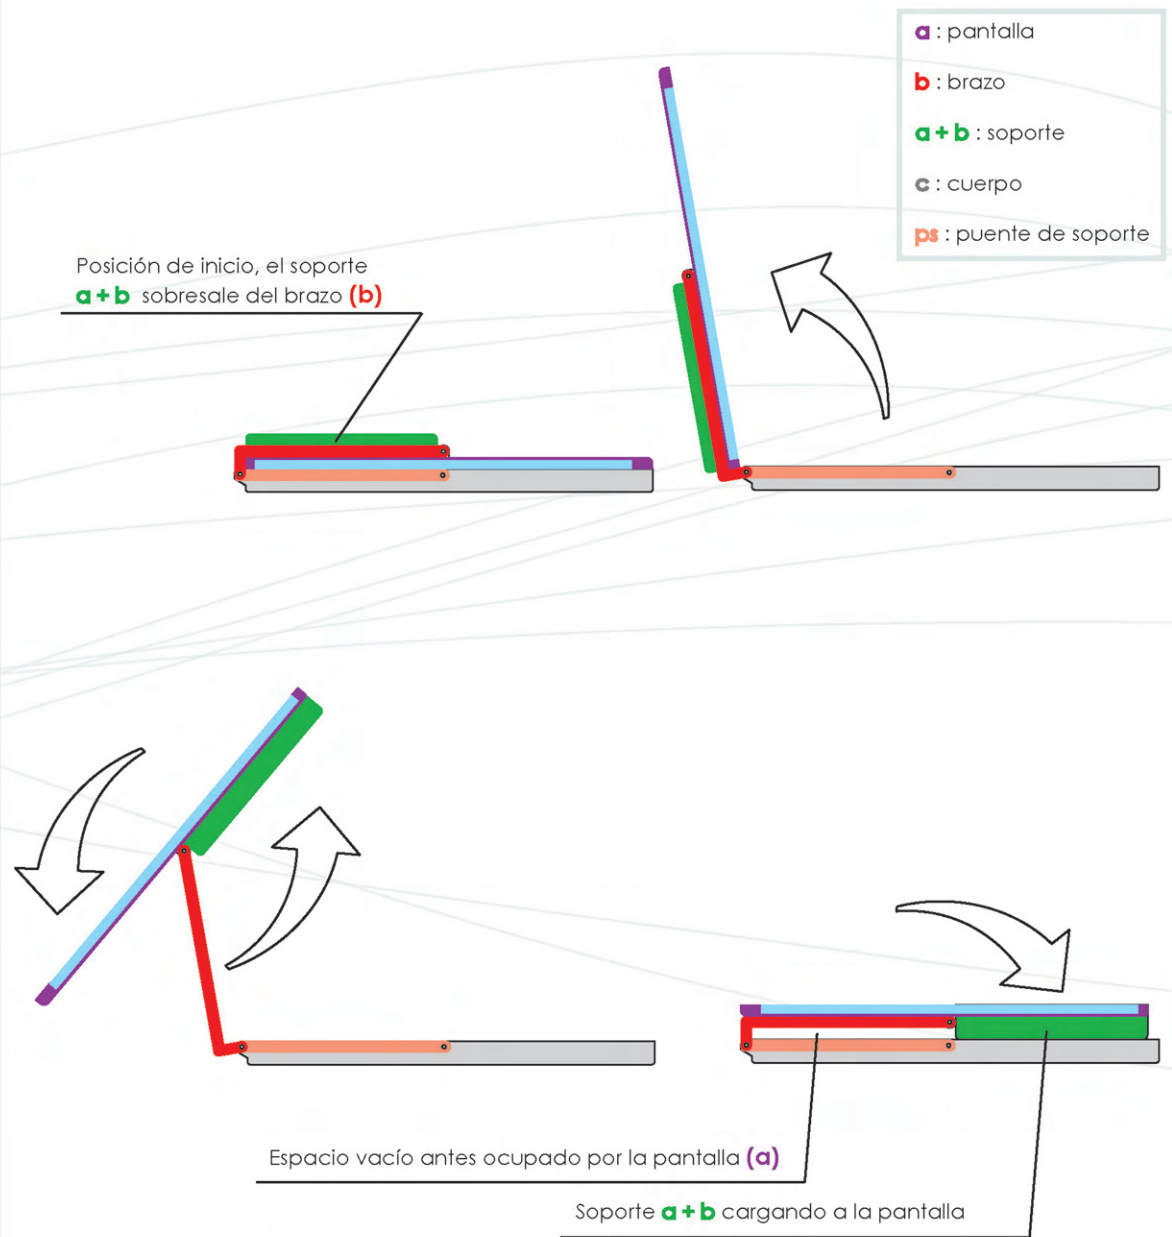 a : pantalla
b : brazo
a + b : soporte
c : cuerpo
ps : puente de soporte
Posición de inicio, el soporte
a + b sobresale del brazo (b)
Espacio vacío antes ocupado por la pantalla (a)
Soporte a + b cargando a la pantalla